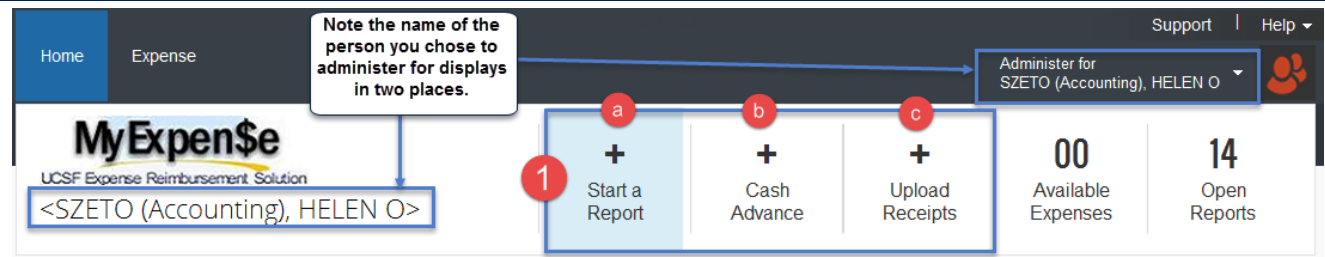 Support | Help
Home Expense
Note the name of the
person you chose to
administer for displays
in two places.
Administer for
SZETO (Accounting), HELEN O
MyExpen$e
UCSF Expense Reimbursement Solution
<SZETO (Accounting), HELEN O>
1
a
+
Start a
Report
b
+
Cash
Advance
c
+
Upload
Receipts
00
Available
Expenses
14
Open
Reports